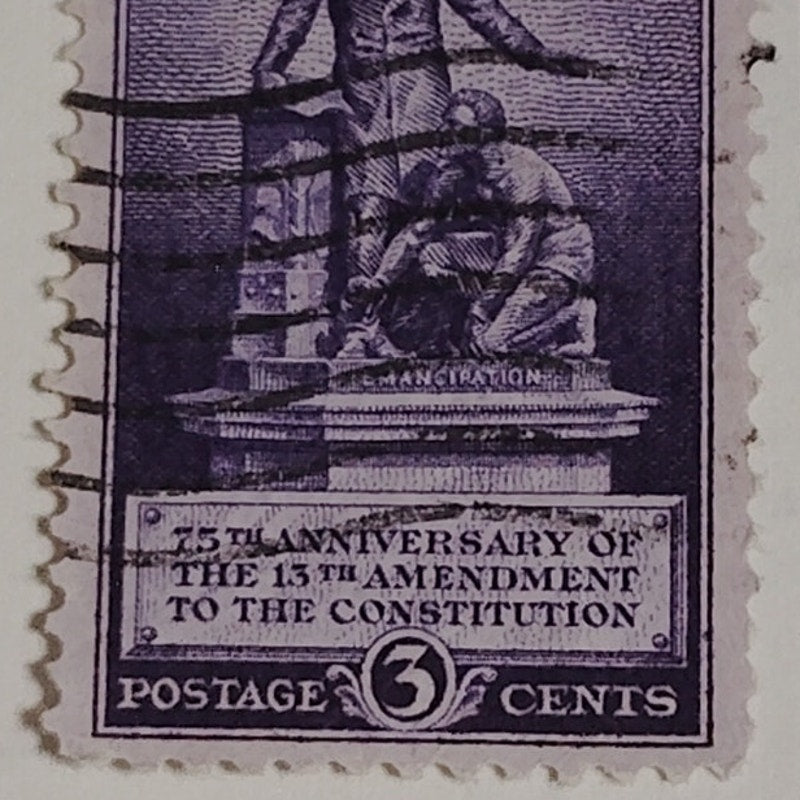 EMANCIPATION
75TH ANNIVERSARY OF
THE 13TH AMENDMENT
TO THE CONSTITUTION
POSTAGE 3 CENTS